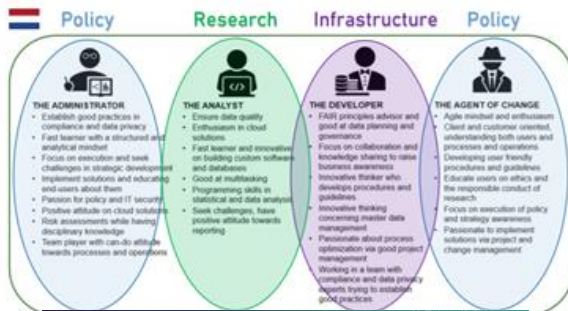 Policy
Research
Infrastructure
Policy
THE ADMINISTRATOR
• Establish good practices in
compliance and data privacy
• Fast learner with a structured and
analytical mindset
• Focus on execution and seek
challenges in strategic development
• Implement solutions and educating
end-users about them
• Passion for policy and IT security
• Positive attitude on cloud solutions
• Risk assessments while having
disciplinary knowledge
• Team player with can-do attitude
towards processes and operations
THE ANALYST
• Ensure data quality
• Enthusiasm in cloud
solutions
• Fast learner and innovative
on building custom software
and databases
• Good at multitasking
• Programming skills in
statistical and data analysis
• Seek challenges, have
positive attitude towards
reporting
THE DEVELOPER
• FAIR principles advisor and
good at data planning and
governance
• Focus on collaboration and
knowledge sharing to raise
business awareness
• Innovative thinker who
develops procedures and
guidelines
• Innovative thinking
concerning master data
management
• Passionate about process
optimization via good project
management
• Working in a team with
compliance and data privacy
experts trying to establish
good practices
THE AGENT OF CHANGE
• Agile mindset and enthusiasm
• Client and customer oriented,
understanding both users
and processes and operations
• Developing user friendly
procedures and guidelines
• Educate users on ethics and
the responsible conduct of
research
• Focus on execution of policy
and strategy awareness
• Passionate to implement
solutions via project and
change management